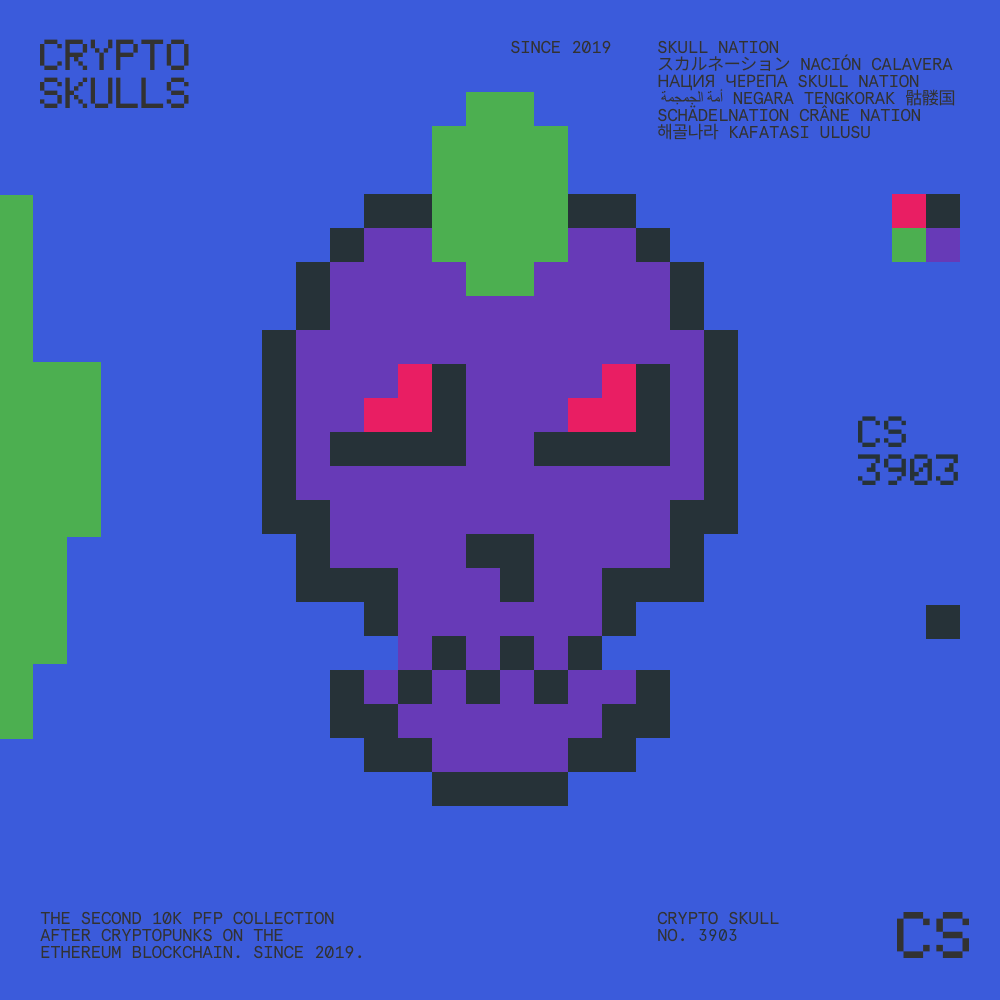 CRYPTO
SKULLS
SINCE 2019
SKULL NATION
スカルネーション NACIÓN CALAVERA
НАЦИЯ ЧЕРЕПА SKULL NATION
أمة الجمجمة NEGARA TENGKORAK 骷髅国
SCHÄDELNATION CRÂNE NATION
해골나라 KAFATASI ULUSU
CS
3903
THE SECOND 10K PFP COLLECTION
AFTER CRYPTOPUNKS ON THE
ETHEREUM BLOCKCHAIN. SINCE 2019.
CRYPTO SKULL
NO. 3903
CS